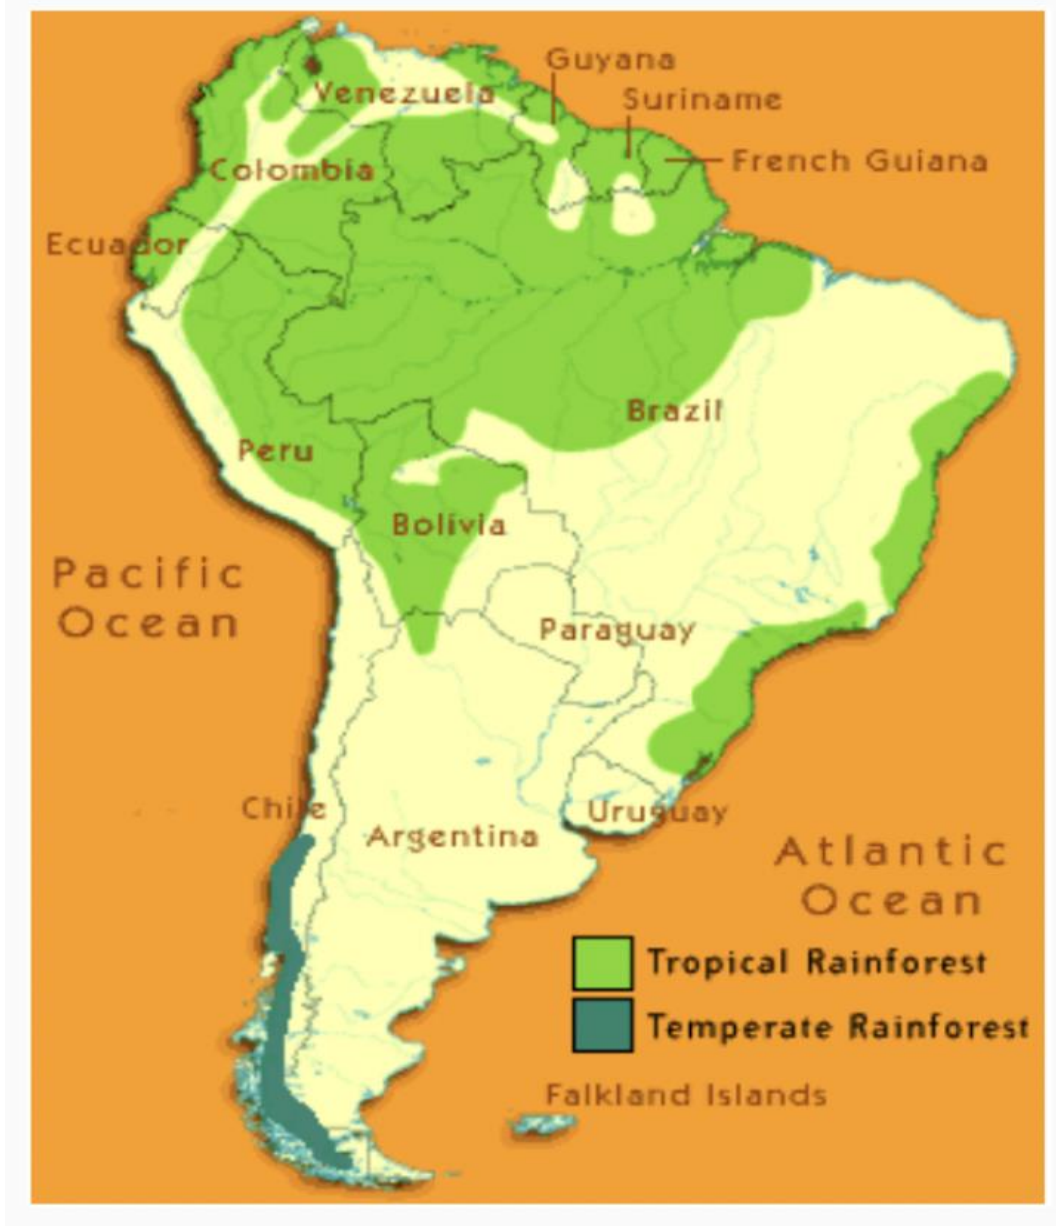 Guyana
Venezuela
Suriname
French Guiana
Colombia
Ecuador
Brazil
Peru
Bolivia
Pacific
Ocean
Paraguay
Chile
Uruguay
Argentina
Atlantic
Ocean
Tropical Rainforest
Temperate Rainforest
Falkland Islands